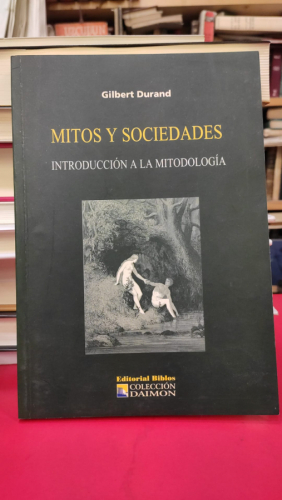 Gilbert Durand
MITOS Y SOCIEDADES
INTRODUCCIÓN A LA MITODOLOGÍA
Editorial Biblos
COLECCIÓN
DAIMON